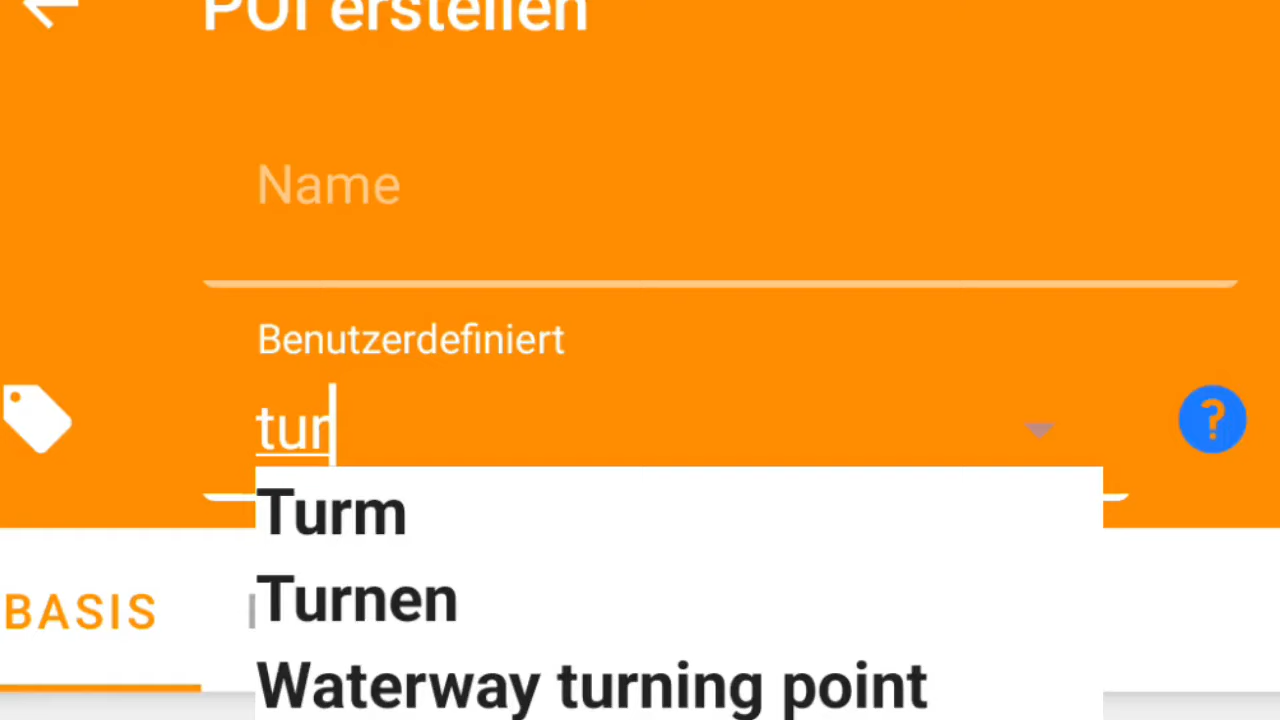 POI erstellen
Name
Benutzerdefiniert
tur
?
Turm
BASIS
Turnen
Waterway turning point